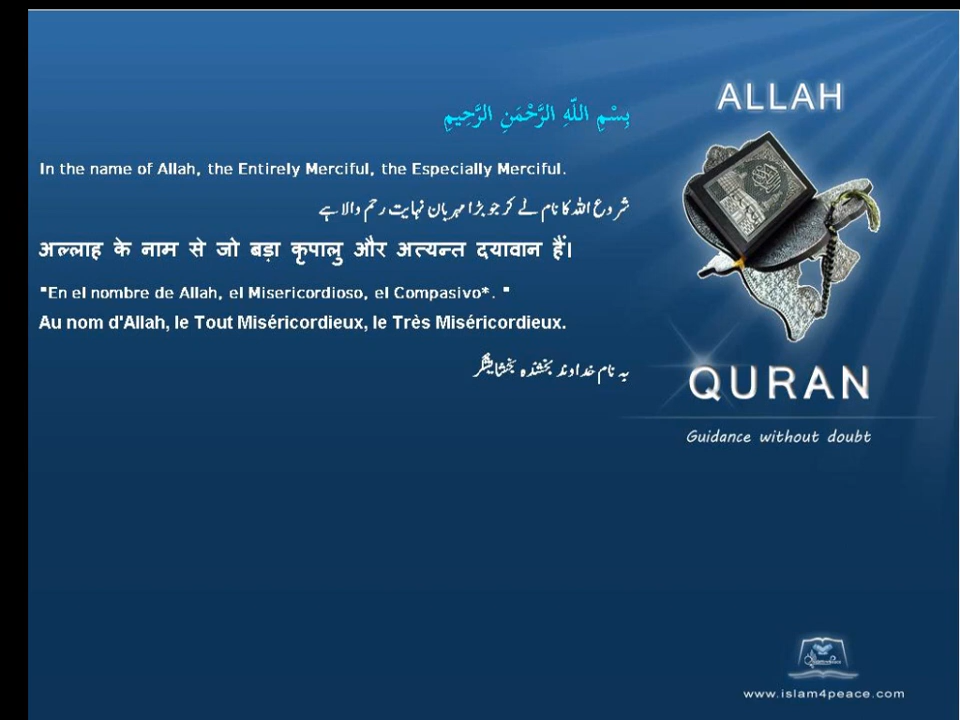 بِسْمِ اللّهِ الرَّحْمَنِ الرَّحِيمِ
In the name of Allah, the Entirely Merciful, the Especially Merciful.
شروع اللہ کا نام لے کر جو بڑا مہربان نہایت رحم والا ہے
अल्लाह के नाम से जो बड़ा कृपालु और अत्यन्त दयावान हैं।
"En el nombre de Allah, el Misericordioso, el Compasivo*. "
Au nom d'Allah, le Tout Miséricordieux, le Très Miséricordieux.
به نام خداوند بخشنده بخشایشگر
ALLAH
QURAN
Guidance without doubt
www.islam4peace.com